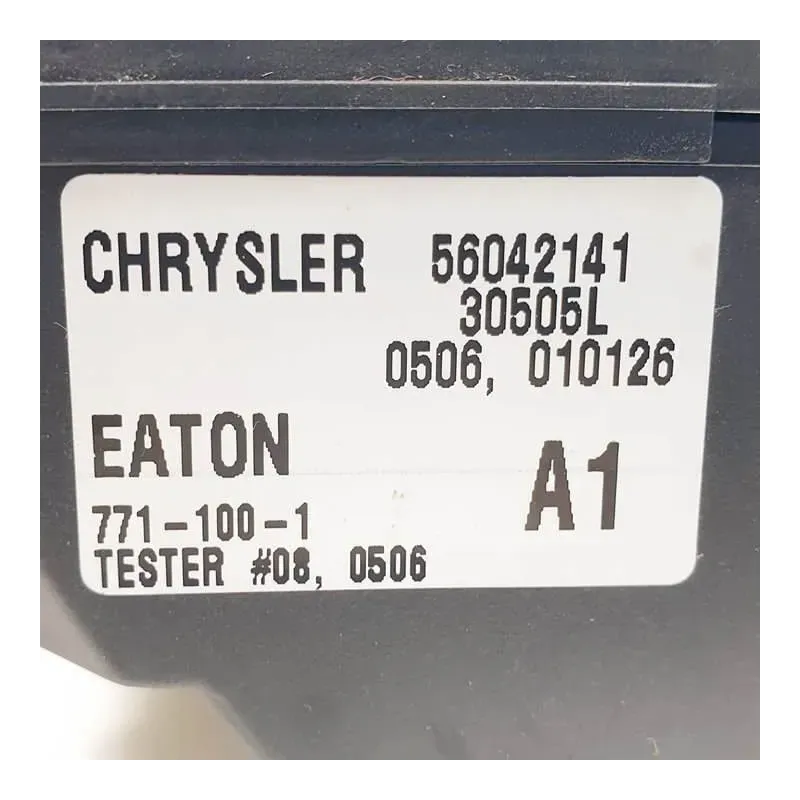 CHRYSLER 56042141
30505L
0506, 010126
EATON
A1
771-100-1
TESTER #08, 0506